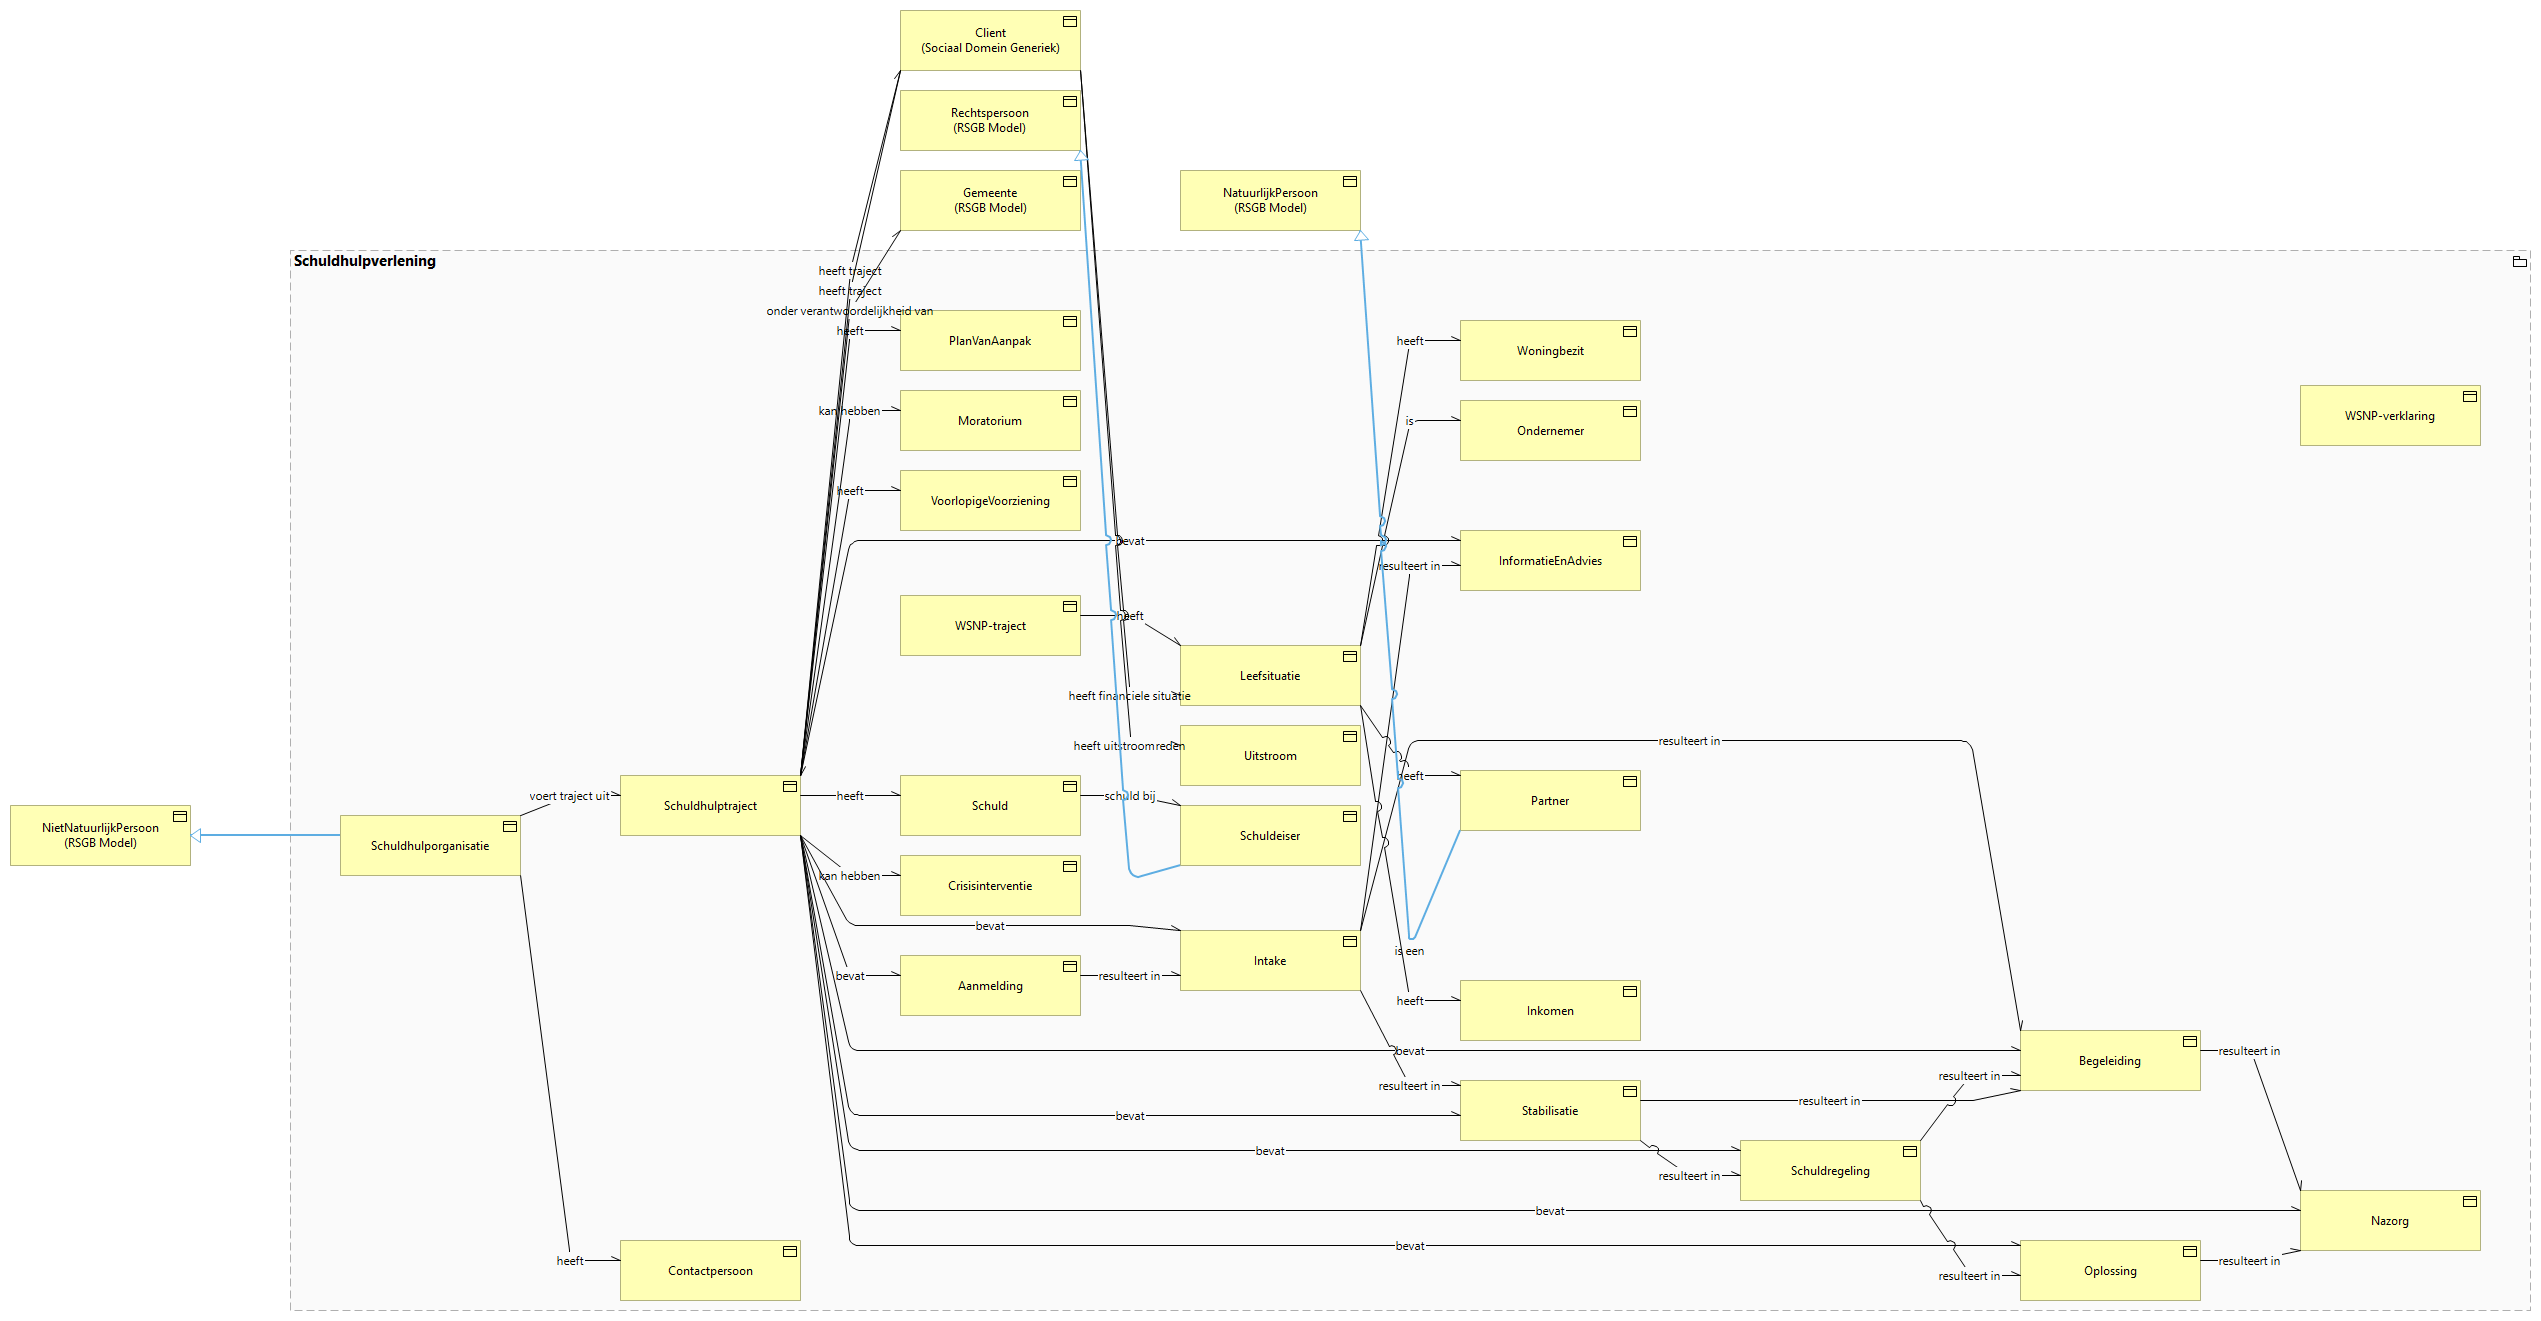 Client
(Sociaal Domein Generiek)
Rechtspersoon
(RSGB Model)
Gemeente
(RSGB Model)
NatuurlijkPersoon
(RSGB Model)
Schuldhulpverlening
heeft traject
heeft traject
onder verantwoordelijkheid van
heeft
PlanVanAanpak
heeft
Woningbezit
kan hebben
Moratorium
is
Ondernemer
WSNP-verklaring
heeft
VoorlopigeVoorziening
bevat
resulteert in
InformatieEnAdvies
WSNP-traject
heeft
Leefsituatie
heeft financiele situatie
heeft uitstroomreden
Uitstroom
resulteert in
voert traject uit
Schuldhulptraject
heeft
Schuld
schuld bij
Schuldeiser
heeft
Partner
NietNatuurlijkPersoon
(RSGB Model)
Schuldhulporganisatie
kan hebben
Crisisinterventie
bevat
Intake
is een
bevat
Aanmelding
resulteert in
heeft
Inkomen
bevat
Begeleiding
resulteert in
resulteert in
resulteert in
Stabilisatie
resulteert in
bevat
bevat
resulteert in
Schuldregeling
bevat
Nazorg
bevat
heeft
Contactpersoon
resulteert in
Oplossing
resulteert in